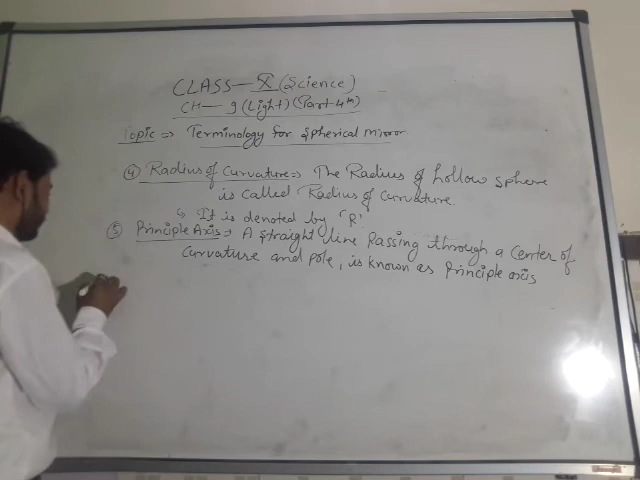 CLASS — X (Science)
CH — 9 (Light) (Part-4th)
Topic => Terminology for Spherical Mirror
④ Radius of Curvature => The Radius of hollow sphere
is called Radius of Curvature.
↳ It is denoted by 'R'
⑤ Principle Axis => A Straight line Passing through a Center of
Curvature and pole, is known as Principle axis